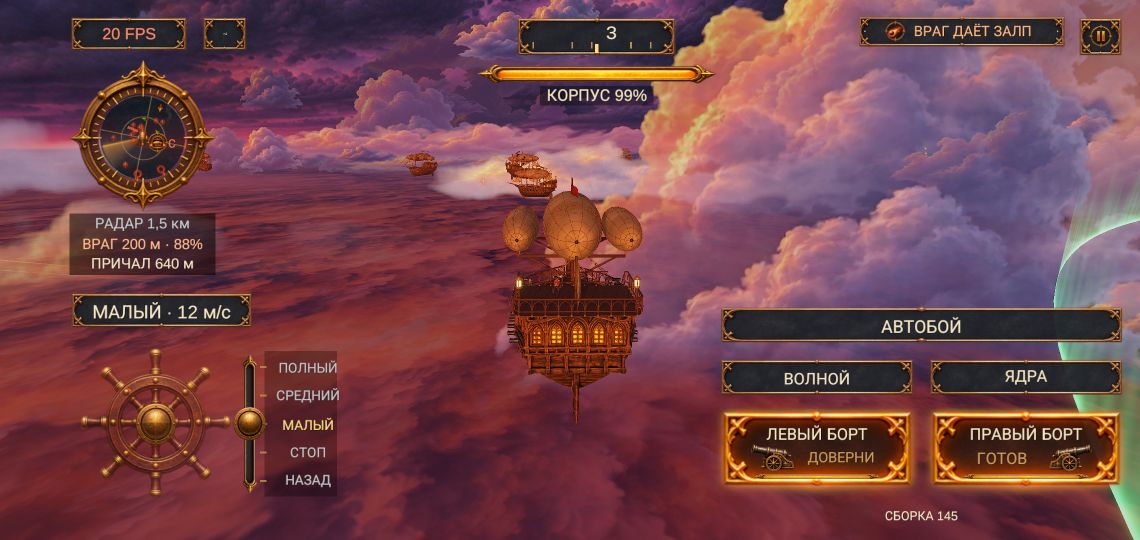 20 FPS
З
ВРАГ ДАЁТ ЗАЛП
КОРПУС 99%
С
РАДАР 1,5 км
ВРАГ 200 м · 88%
ПРИЧАЛ 640 м
МАЛЫЙ · 12 м/с
ПОЛНЫЙ
СРЕДНИЙ
МАЛЫЙ
СТОП
НАЗАД
АВТОБОЙ
ВОЛНОЙ
ЯДРА
ЛЕВЫЙ БОРТ
ДОВЕРНИ
ПРАВЫЙ БОРТ
ГОТОВ
СБОРКА 145